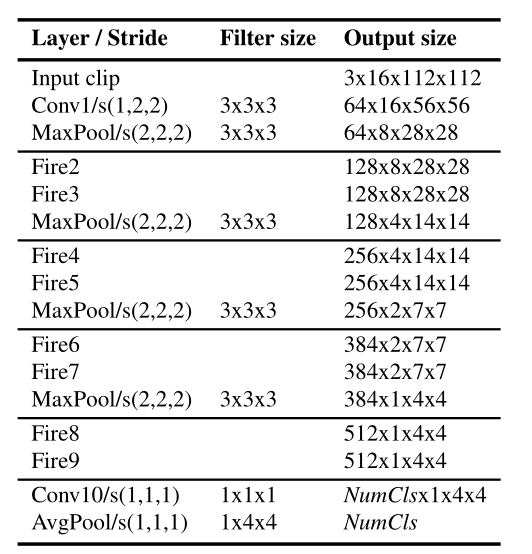 Layer / Stride Filter size Output size
Input clip 3x16x112x112
Conv1/s(1,2,2) 3x3x3 64x16x56x56
MaxPool/s(2,2,2) 3x3x3 64x8x28x28
Fire2 128x8x28x28
Fire3 128x8x28x28
MaxPool/s(2,2,2) 3x3x3 128x4x14x14
Fire4 256x4x14x14
Fire5 256x4x14x14
MaxPool/s(2,2,2) 3x3x3 256x2x7x7
Fire6 384x2x7x7
Fire7 384x2x7x7
MaxPool/s(2,2,2) 3x3x3 384x1x4x4
Fire8 512x1x4x4
Fire9 512x1x4x4
Conv10/s(1,1,1) 1x1x1 NumClsx1x4x4
AvgPool/s(1,1,1) 1x4x4 NumCls